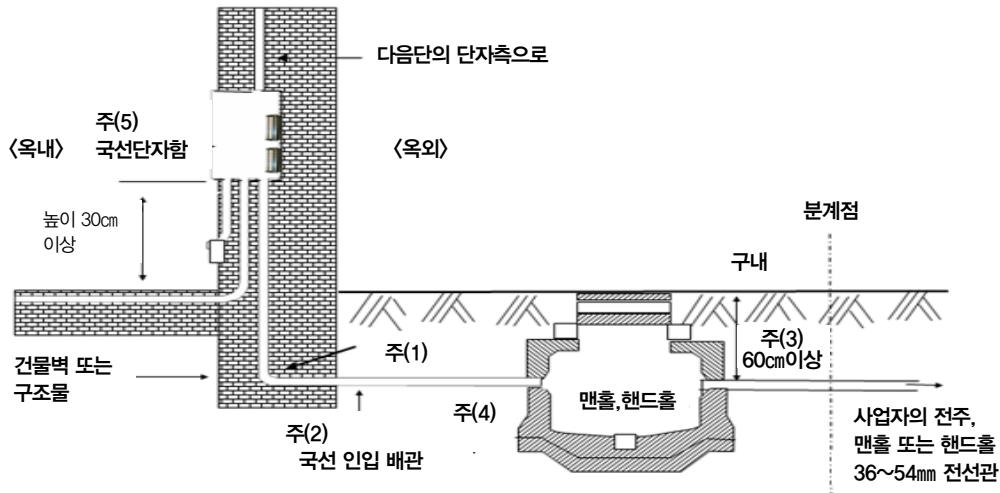 다음단의 단자측으로
주(5)
국선단자함
〈옥내〉
〈옥외〉
높이 30㎝
이상
분계점
구내
주(3)
60㎝이상
주(1)
건물벽 또는
구조물
맨홀,핸드홀
주(4)
주(2)
국선 인입 배관
사업자의 전주,
맨홀 또는 핸드홀
36~54㎜ 전선관